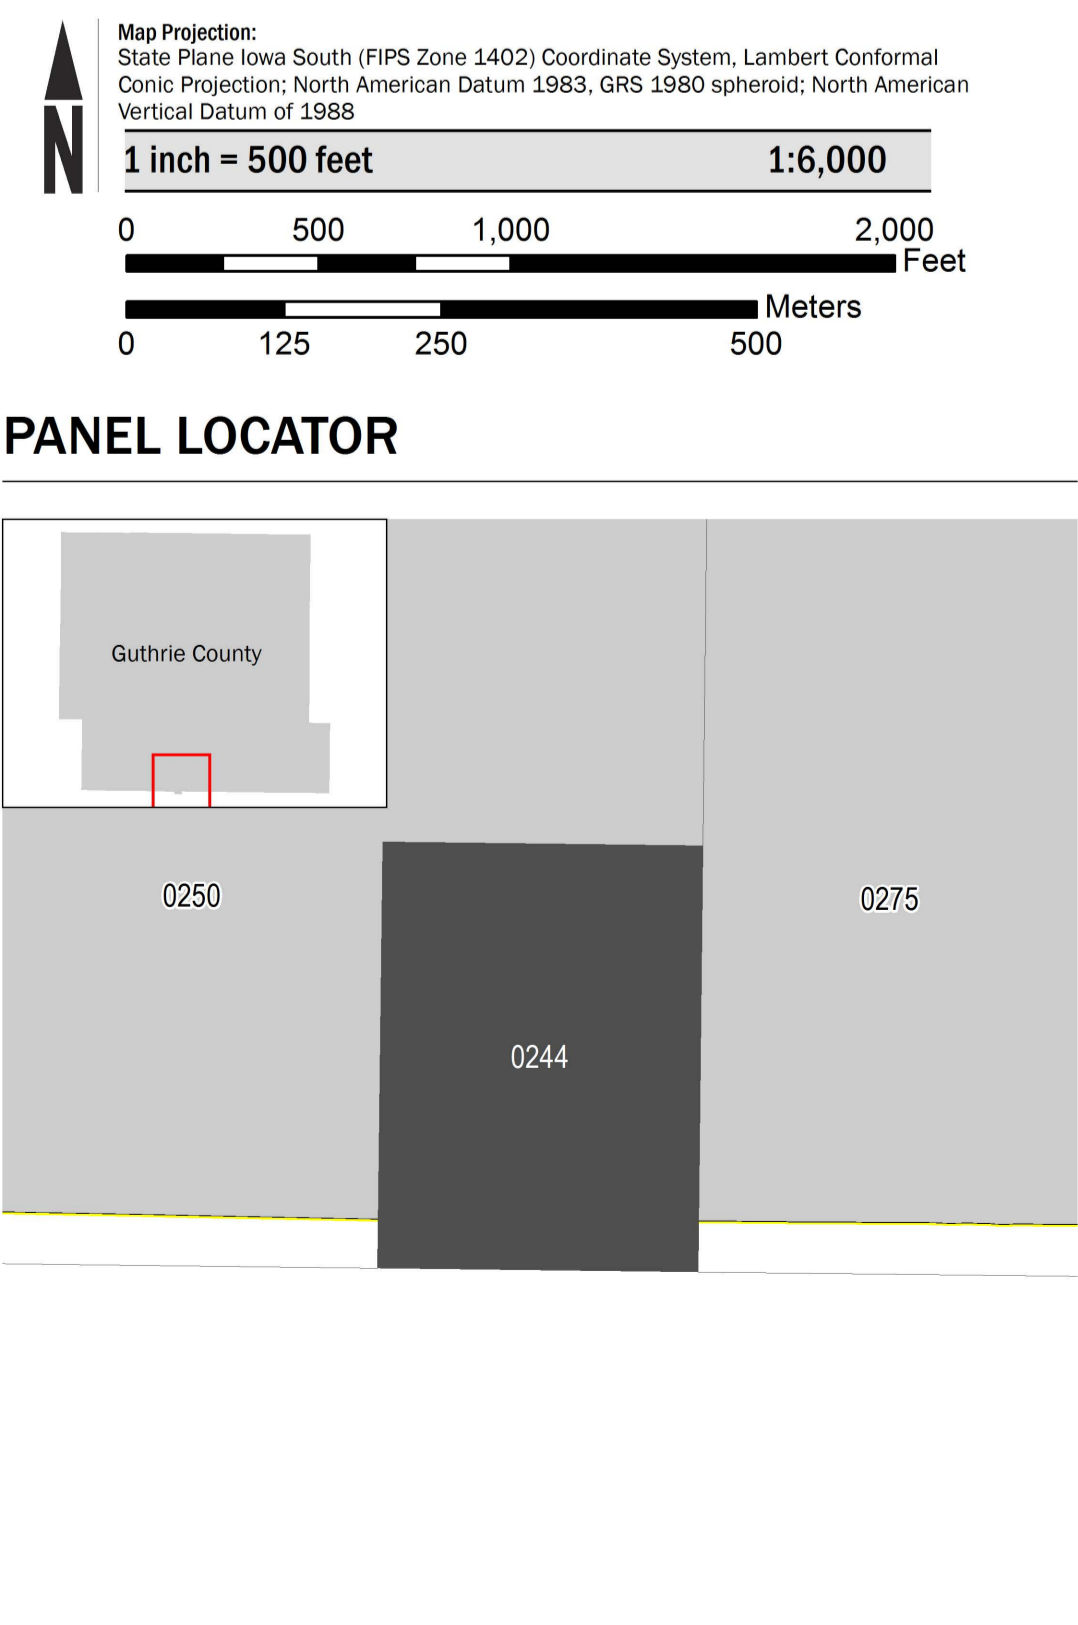 N
Map Projection:
State Plane Iowa South (FIPS Zone 1402) Coordinate System, Lambert Conformal
Conic Projection; North American Datum 1983, GRS 1980 spheroid; North American
Vertical Datum of 1988
1 inch = 500 feet 1:6,000
0 500 1,000 2,000
Feet
Meters
0 125 250 500
PANEL LOCATOR
Guthrie County
0250
0275
0244